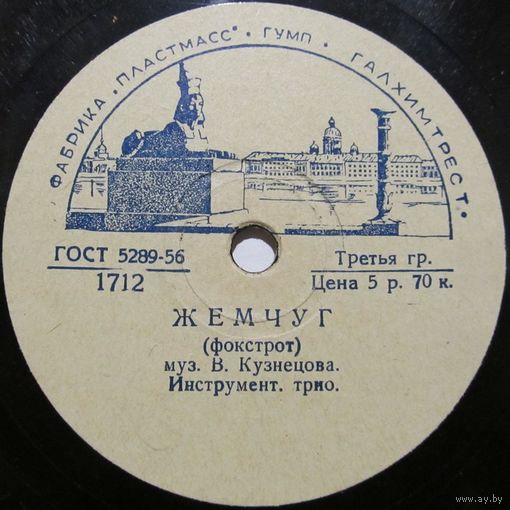 ФАБРИКА „ПЛАСТМАСС" · ГУМП · ГАЛХИМТРЕСТ.
ГОСТ 5289-56
1712
Третья гр.
Цена 5 р. 70 к.
ЖЕМЧУГ
(фокстрот)
муз. В. Кузнецова.
Инструмент. трио.
www.ay.by